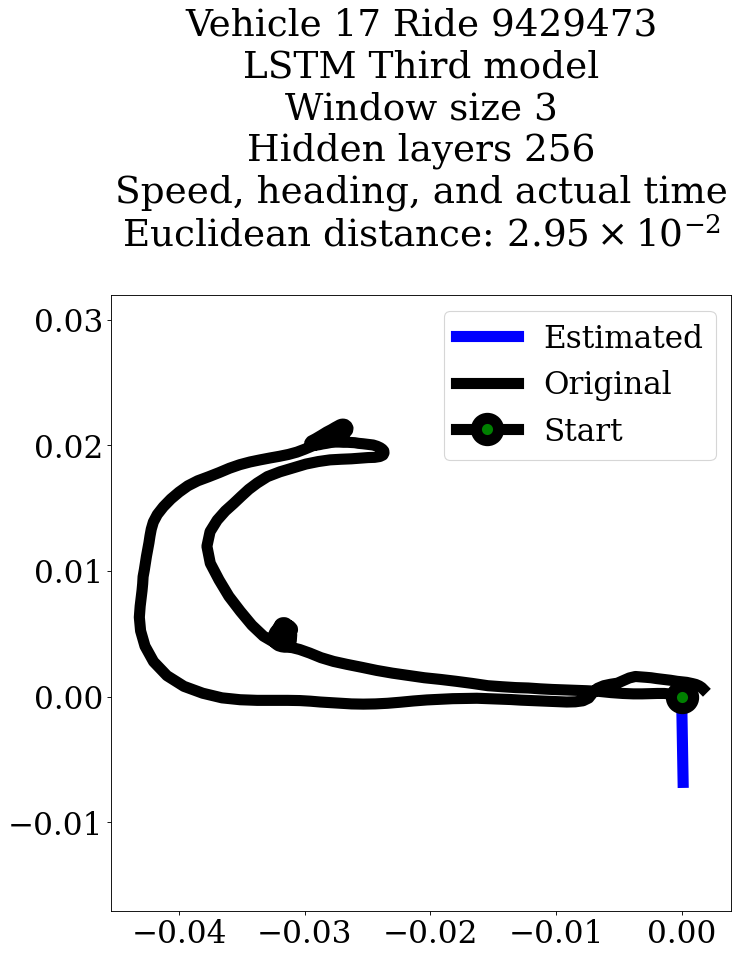 Vehicle 17 Ride 9429473
LSTM Third model
Window size 3
Hidden layers 256
Speed, heading, and actual time
Euclidean distance: 2.95 × 10⁻²
Estimated
Original
Start
0.03
0.02
0.01
0.00
−0.01
−0.04
−0.03
−0.02
−0.01
0.00